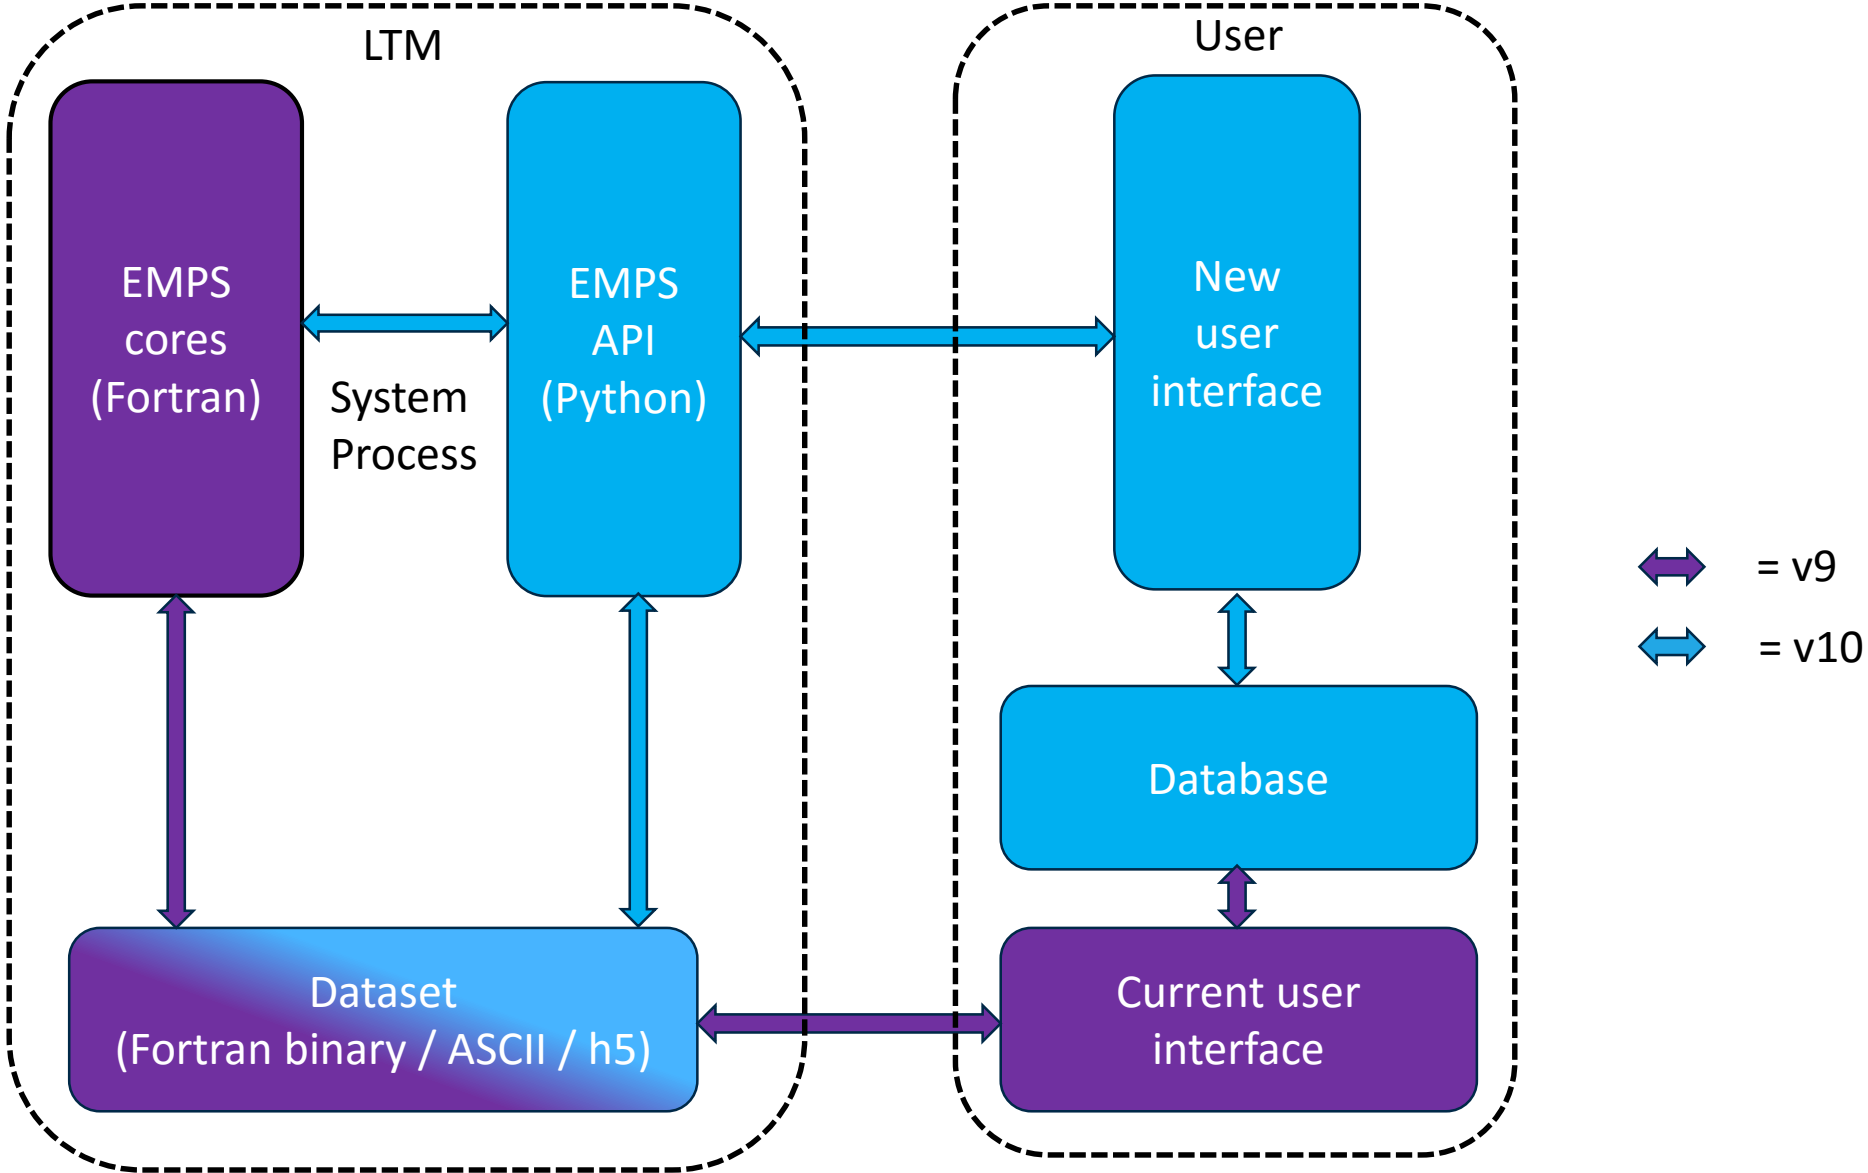 LTM
User
EMPS
cores
(Fortran)
System
Process
EMPS
API
(Python)
New
user
interface
= v9
= v10
Database
Dataset
(Fortran binary / ASCII / h5)
Current user
interface